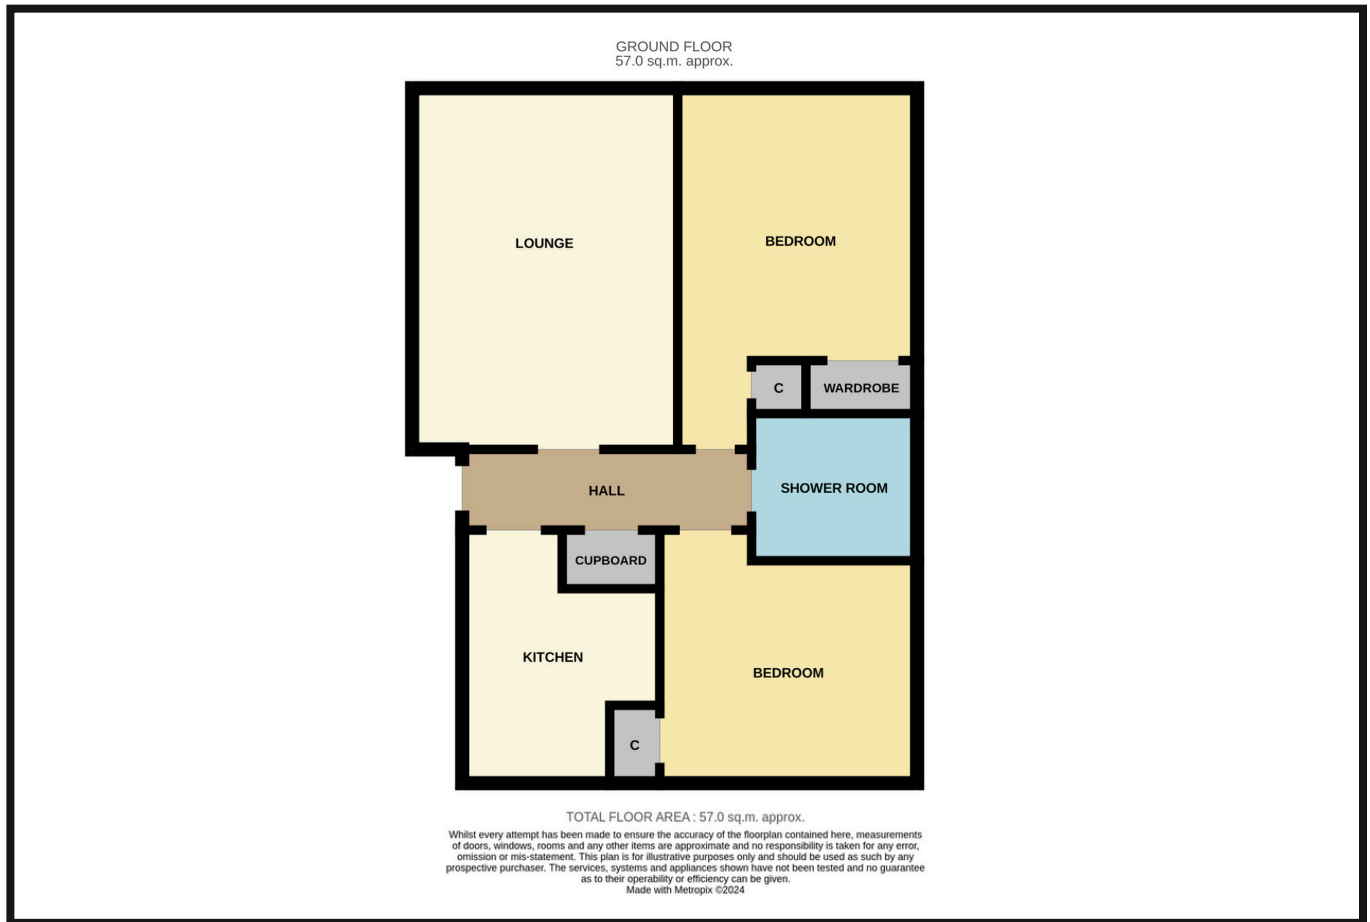 GROUND FLOOR
57.0 sq.m. approx.
LOUNGE
BEDROOM
C
WARDROBE
SHOWER ROOM
HALL
CUPBOARD
KITCHEN
BEDROOM
C
TOTAL FLOOR AREA : 57.0 sq.m. approx.
Whilst every attempt has been made to ensure the accuracy of the floorplan contained here, measurements
of doors, windows, rooms and any other items are approximate and no responsibility is taken for any error,
omission or mis-statement. This plan is for illustrative purposes only and should be used as such by any
prospective purchaser. The services, systems and appliances shown have not been tested and no guarantee
as to their operability or efficiency can be given.
Made with Metropix ©2024